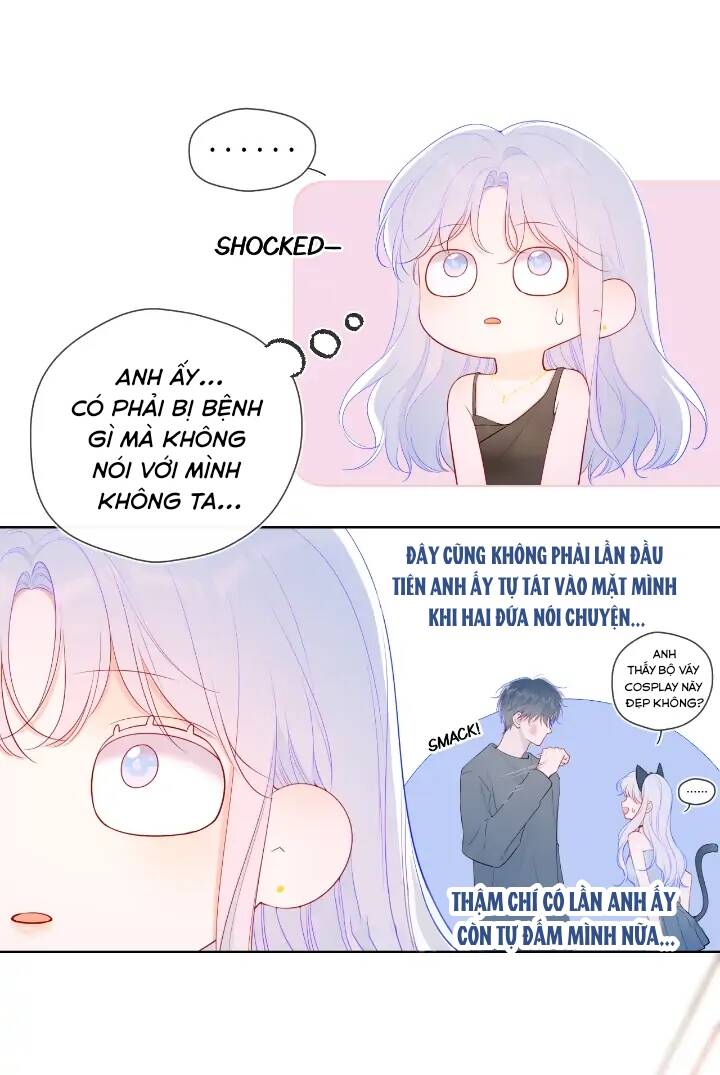 ......
SHOCKED–
ANH ẤY...
CÓ PHẢI BỊ BỆNH
GÌ MÀ KHÔNG
NÓI VỚI MÌNH
KHÔNG TA...
ĐÂY CŨNG KHÔNG PHẢI LẦN ĐẦU
TIÊN ANH ẤY TỰ TÁT VÀO MẶT MÌNH
KHI HAI ĐỨA NÓI CHUYỆN...
ANH
THẤY BỘ VÁY
COSPLAY NÀY
ĐẸP KHÔNG?
SMACK!
......
THẬM CHÍ CÓ LẦN ANH ẤY
CÒN TỰ ĐẤM MÌNH NỮA...